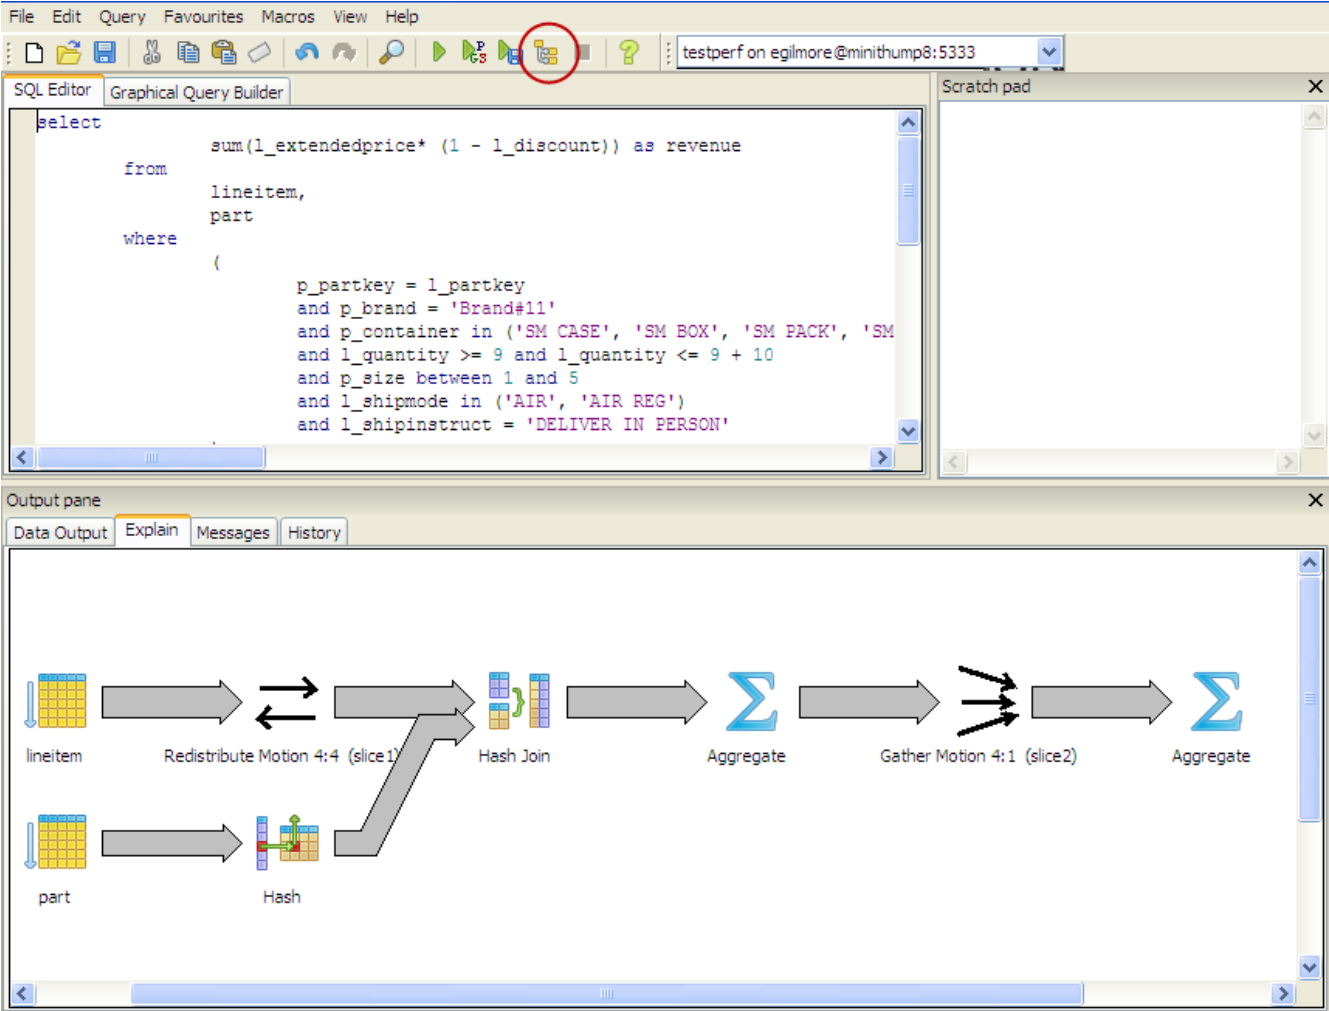 File Edit Query Favourites Macros View Help
testperf on egilmore@minithump8:5333
SQL Editor Graphical Query Builder
Scratch pad
select
sum(l_extendedprice* (1 - l_discount)) as revenue
from
lineitem,
part
where
(
p_partkey = l_partkey
and p_brand = 'Brand#11'
and p_container in ('SM CASE', 'SM BOX', 'SM PACK', 'SM
and l_quantity >= 9 and l_quantity <= 9 + 10
and p_size between 1 and 5
and l_shipmode in ('AIR', 'AIR REG')
and l_shipinstruct = 'DELIVER IN PERSON'
Output pane
Data Output Explain Messages History
lineitem Redistribute Motion 4:4 (slice1) Hash Join Aggregate Gather Motion 4:1 (slice2) Aggregate
part Hash